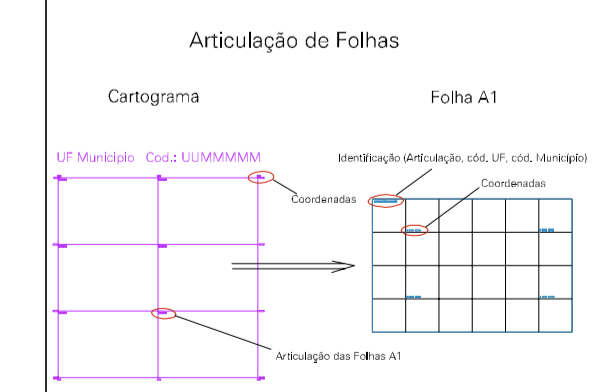 Articulação de Folhas
Cartograma
Folha A1
UF Municipio Cod.: UUMMMMM
Identificação (Articulação, cód. UF, cód. Município)
Coordenadas
Coordenadas
Articulação das Folhas A1